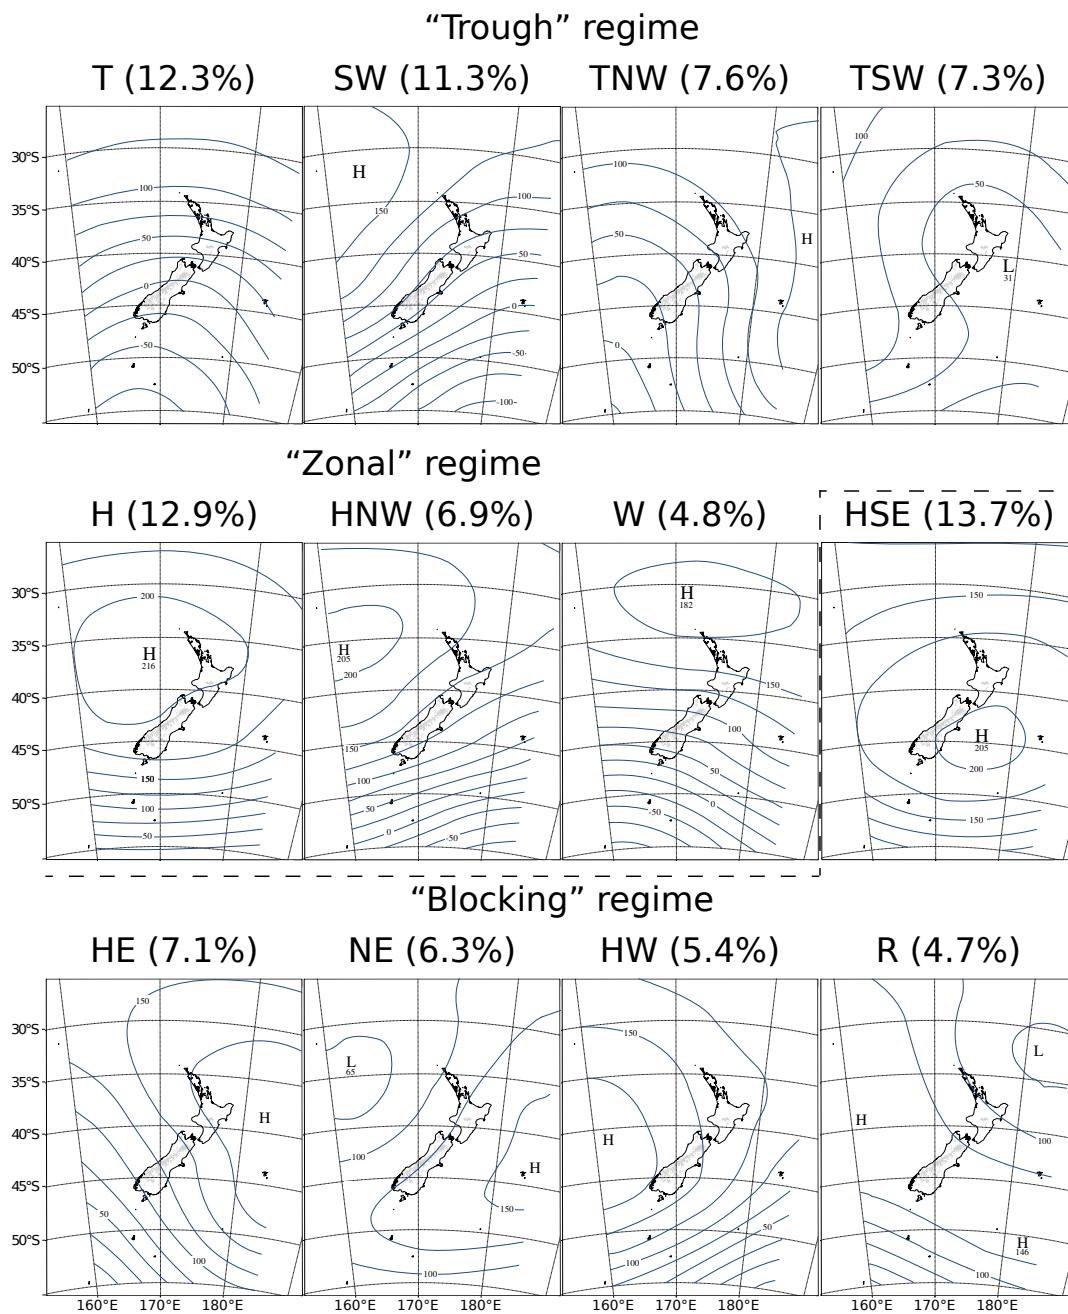 “Trough” regime
T (12.3%) SW (11.3%) TNW (7.6%) TSW (7.3%)
30°S
35°S
40°S
45°S
50°S
100
50
0
-50
H
150
100
50
0
-50
-100
100
50
0
H
100
50
L
31
“Zonal” regime
H (12.9%) HNW (6.9%) W (4.8%) HSE (13.7%)
30°S
35°S
40°S
45°S
50°S
200
H
216
150
100
50
H
205
200
150
100
50
0
-50
H
182
150
100
50
0
-50
150
H
205
200
150
“Blocking” regime
HE (7.1%) NE (6.3%) HW (5.4%) R (4.7%)
30°S
35°S
40°S
45°S
50°S
150
H
50
100
L
65
100
H
150
100
150
H
50
100
L
H
100
H
146
100
160°E 170°E 180°E 160°E 170°E 180°E 160°E 170°E 180°E 160°E 170°E 180°E